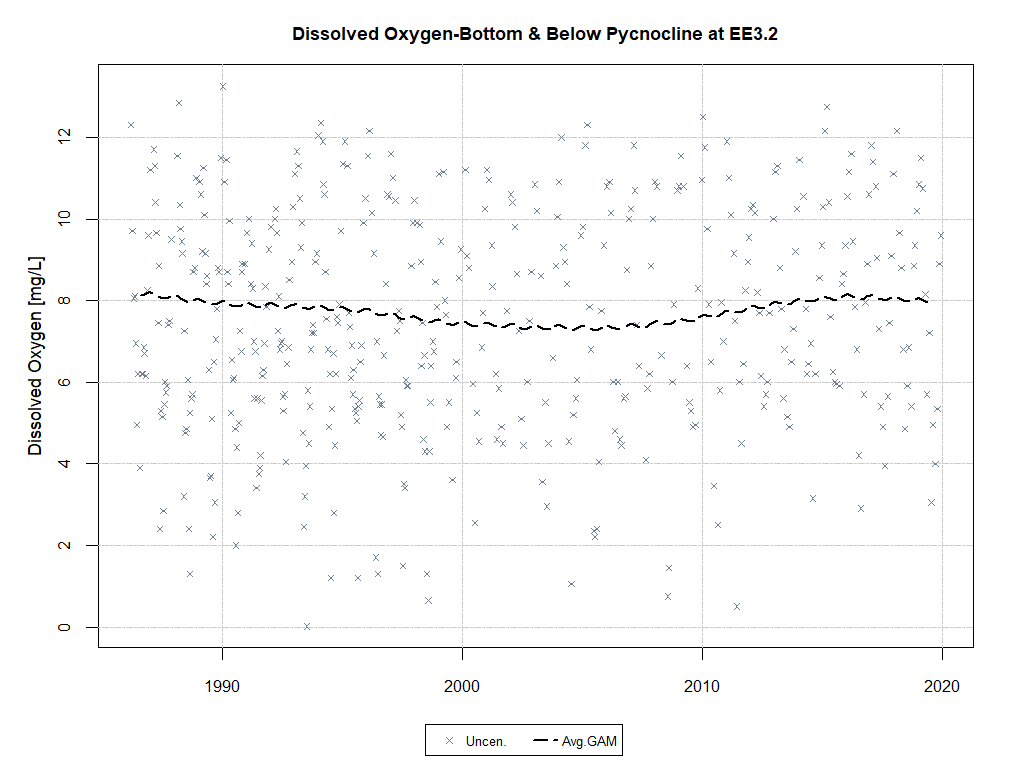 Dissolved Oxygen-Bottom & Below Pycnocline at EE3.2
Dissolved Oxygen [mg/L]
12
10
8
6
4
2
0
1990 2000 2010 2020
Uncen. Avg.GAM